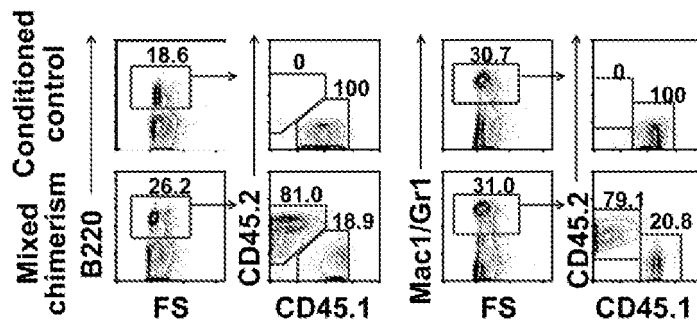 Conditioned control
Mixed chimerism
B220
18.6
26.2
FS
CD45.2
0
100
81.0
18.9
CD45.1
Mac1/Gr1
30.7
31.0
FS
CD45.2
0
100
79.1
20.8
CD45.1